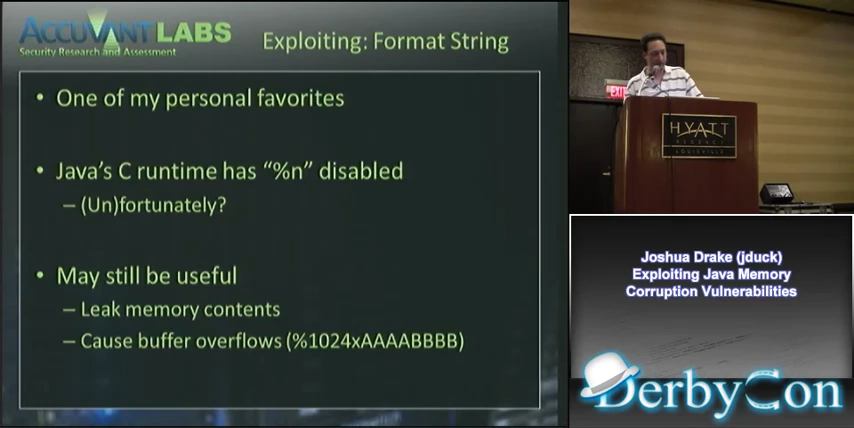 ACCUVANT LABS
Security Research and Assessment
Exploiting: Format String
• One of my personal favorites
• Java's C runtime has "%n" disabled
– (Un)fortunately?
• May still be useful
– Leak memory contents
– Cause buffer overflows (%1024xAAAABBBB)
EXIT
HYATT
REGENCY
LOUISVILLE
Joshua Drake (jduck)
Exploiting Java Memory
Corruption Vulnerabilities
DerbyCon